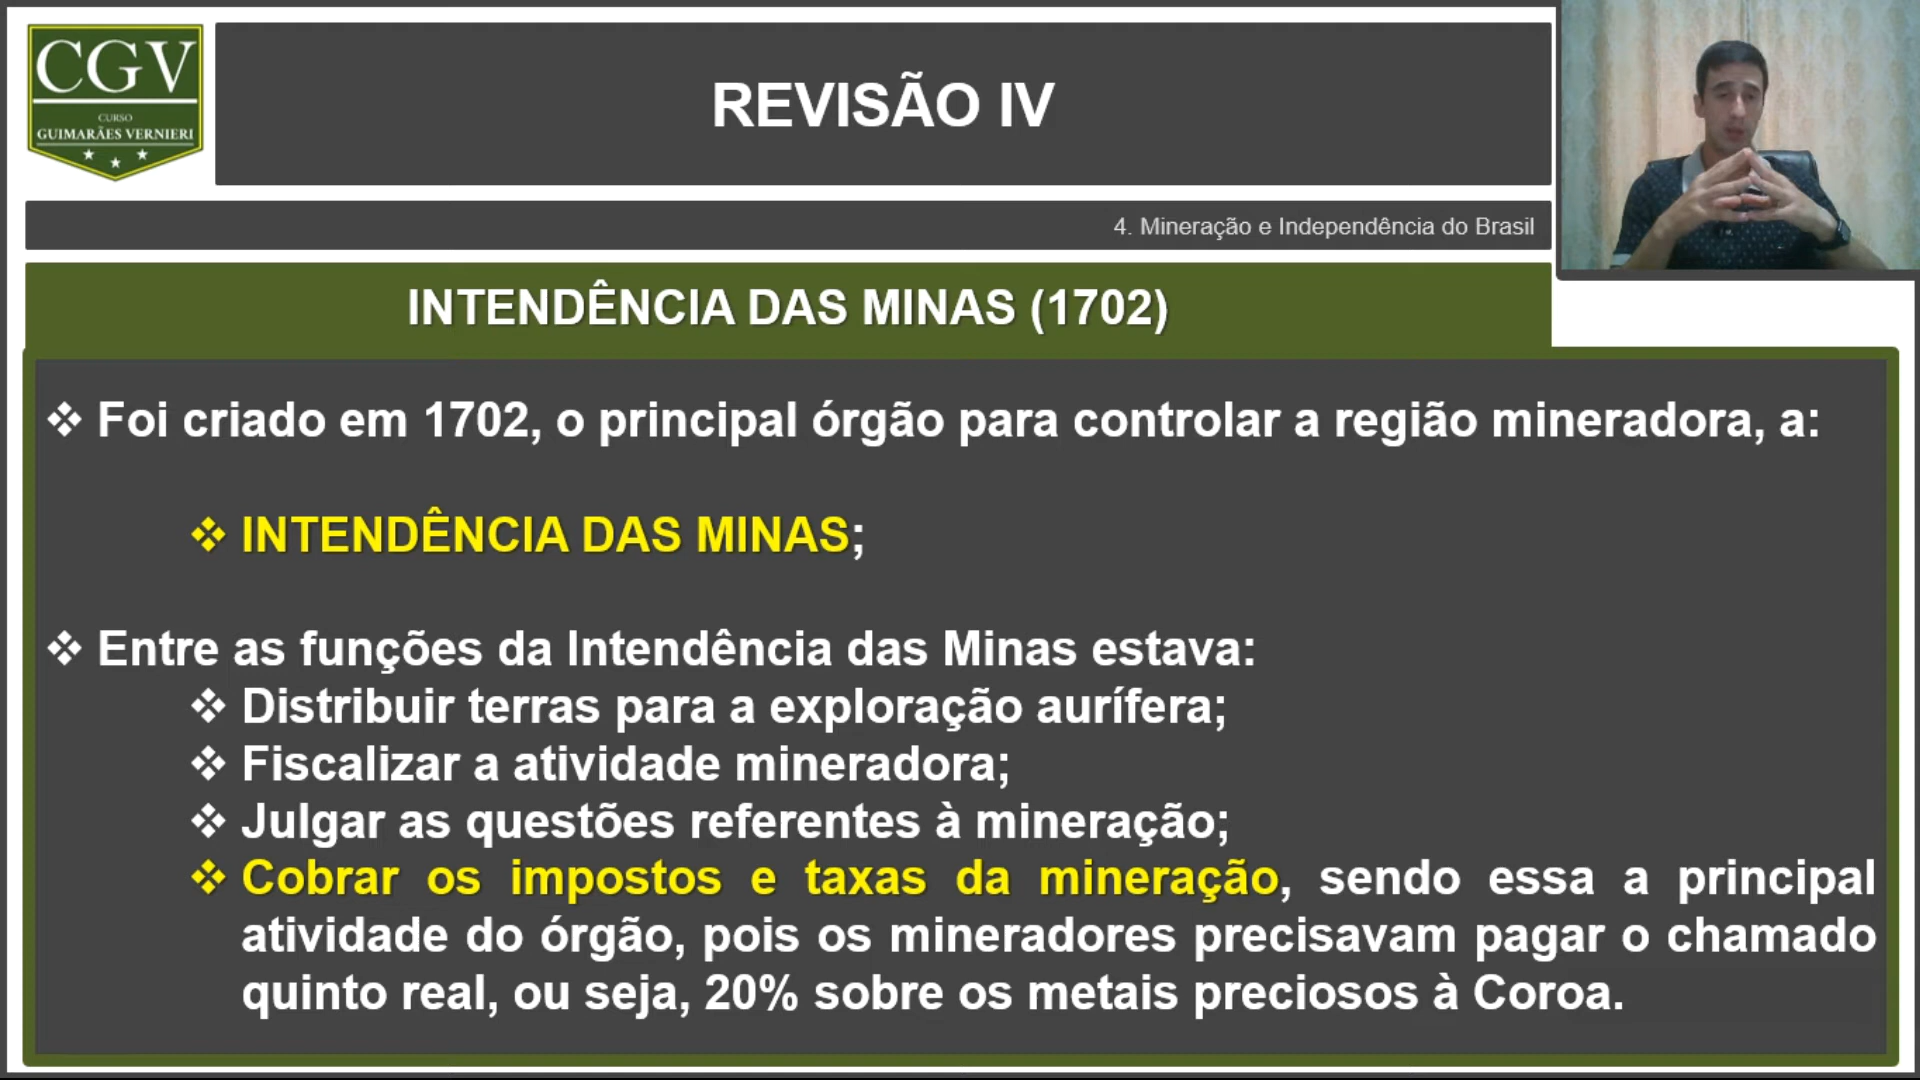 CGV
CURSO
GUIMARÃES VERNIERI
REVISÃO IV
4. Mineração e Independência do Brasil
INTENDÊNCIA DAS MINAS (1702)
❖ Foi criado em 1702, o principal órgão para controlar a região mineradora, a:
❖ INTENDÊNCIA DAS MINAS;
❖ Entre as funções da Intendência das Minas estava:
❖ Distribuir terras para a exploração aurífera;
❖ Fiscalizar a atividade mineradora;
❖ Julgar as questões referentes à mineração;
❖ Cobrar os impostos e taxas da mineração, sendo essa a principal
atividade do órgão, pois os mineradores precisavam pagar o chamado
quinto real, ou seja, 20% sobre os metais preciosos à Coroa.